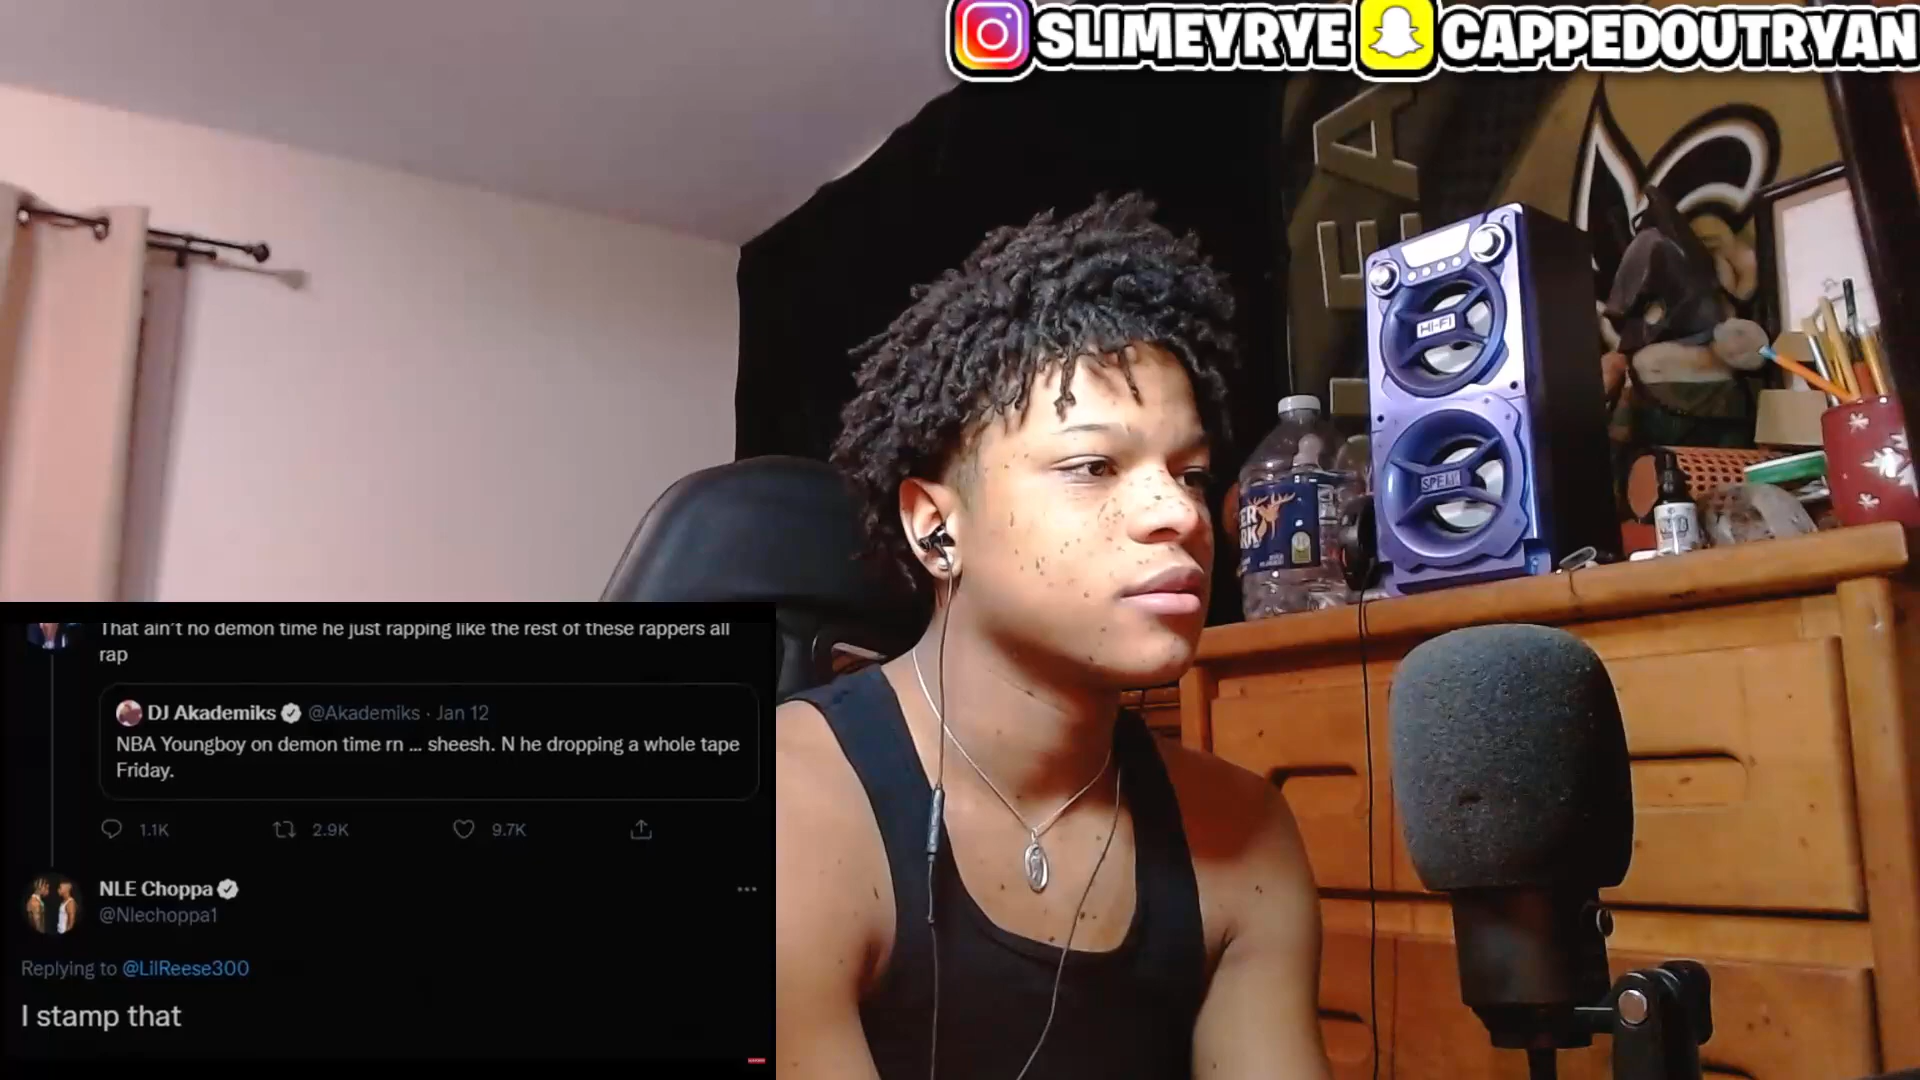 SLIMEYRYE CAPPEDOUTRYAN
HI-FI
That ain't no demon time he just rapping like the rest of these rappers all
rap
DJ Akademiks @Akademiks · Jan 12
NBA Youngboy on demon time rn ... sheesh. N he dropping a whole tape
Friday.
1.1K 2.9K 9.7K
NLE Choppa
@Nlechoppa1
Replying to @LilReese300
I stamp that